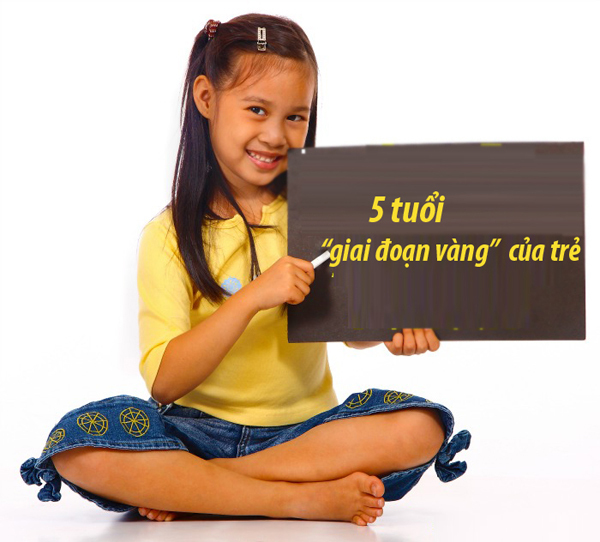 5 tuổi
“giai đoạn vàng” của trẻ